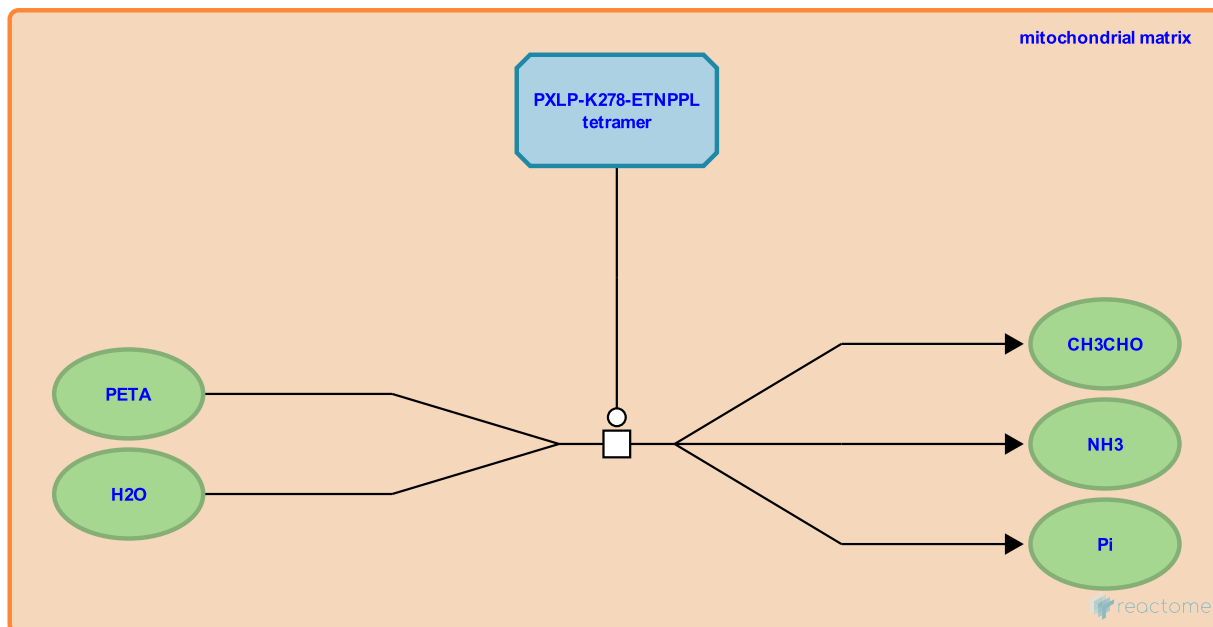 mitochondrial matrix
PXLP-K278-ETNPPL
tetramer
CH3CHO
PETA
NH3
H2O
Pi
reactome